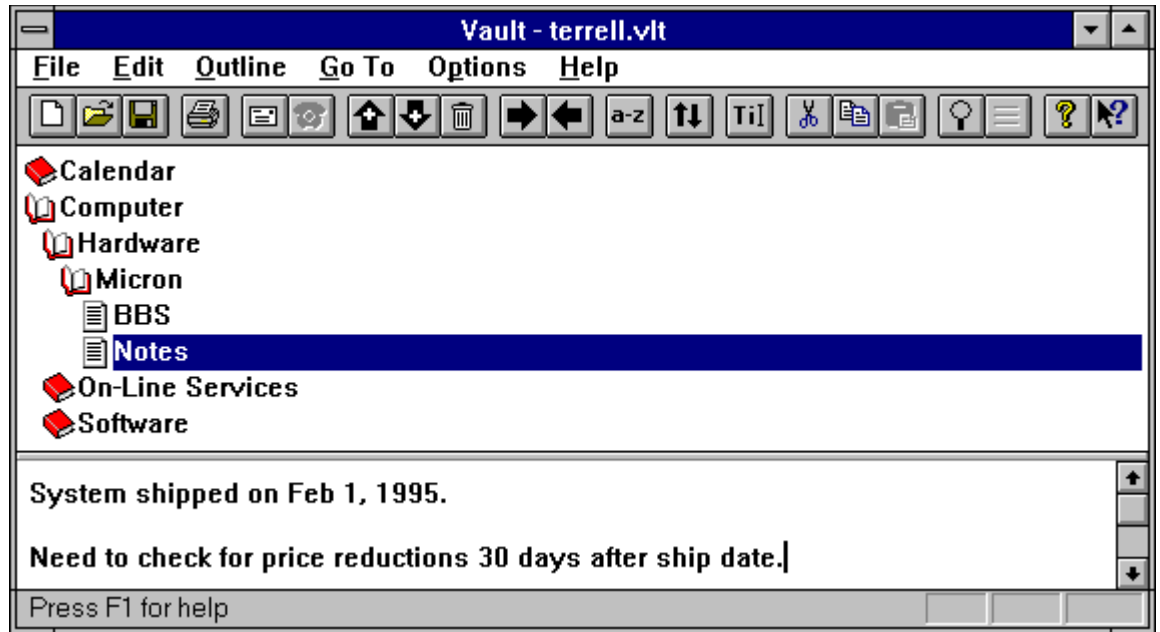 Vault - terrell.vlt
File Edit Outline Go To Options Help
a-z TiI ? ?
Calendar
Computer
Hardware
Micron
BBS
Notes
On-Line Services
Software
System shipped on Feb 1, 1995.
Need to check for price reductions 30 days after ship date.
Press F1 for help